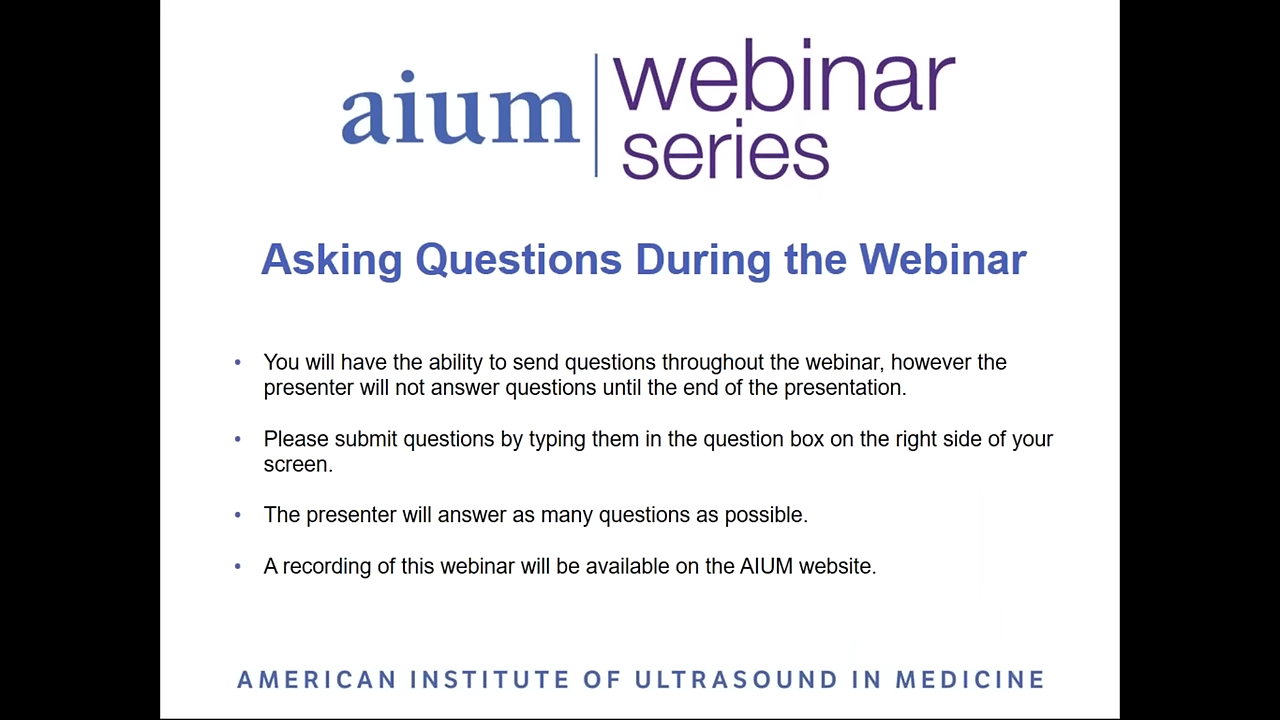 aium webinar
series
Asking Questions During the Webinar
• You will have the ability to send questions throughout the webinar, however the
presenter will not answer questions until the end of the presentation.
• Please submit questions by typing them in the question box on the right side of your
screen.
• The presenter will answer as many questions as possible.
• A recording of this webinar will be available on the AIUM website.
AMERICAN INSTITUTE OF ULTRASOUND IN MEDICINE